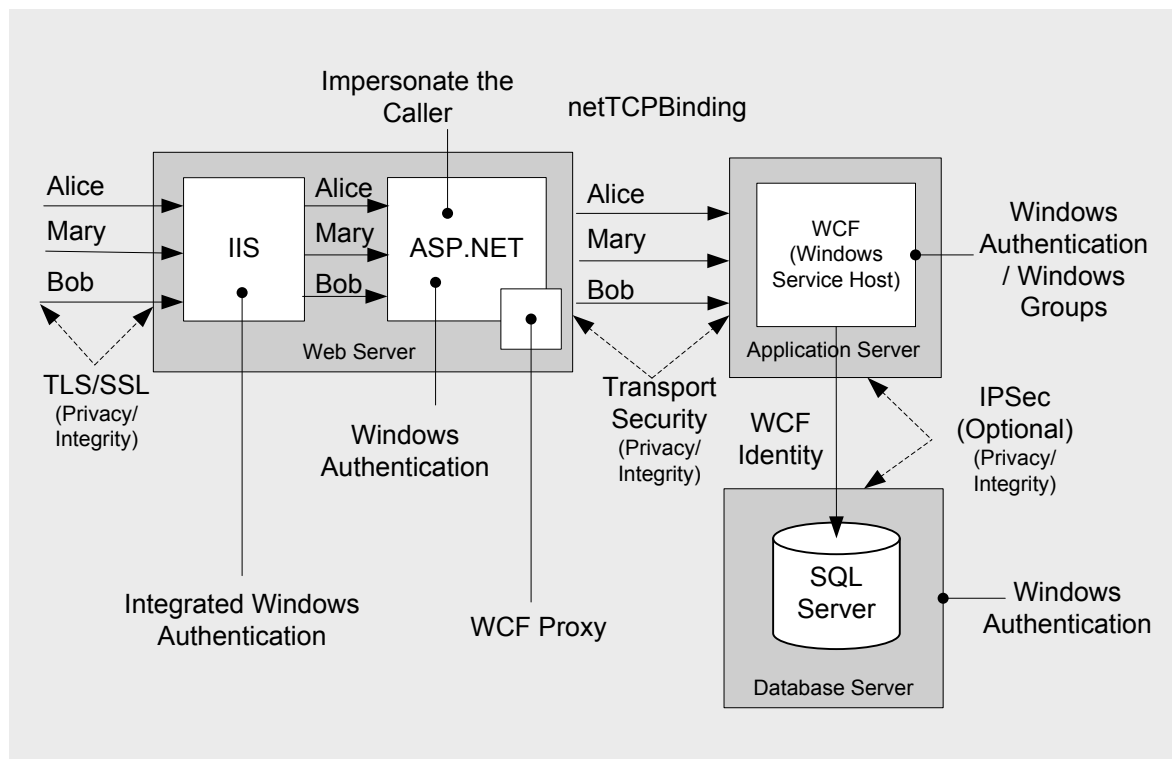 Impersonate the
Caller
netTCPBinding
Alice
Mary
Bob
IIS
Alice
Mary
Bob
ASP.NET
Web Server
Alice
Mary
Bob
WCF
(Windows
Service Host)
Application Server
Windows
Authentication
/ Windows
Groups
TLS/SSL
(Privacy/
Integrity)
Windows
Authentication
Transport
Security
(Privacy/
Integrity)
WCF
Identity
IPSec
(Optional)
(Privacy/
Integrity)
Integrated Windows
Authentication
WCF Proxy
SQL
Server
Database Server
Windows
Authentication